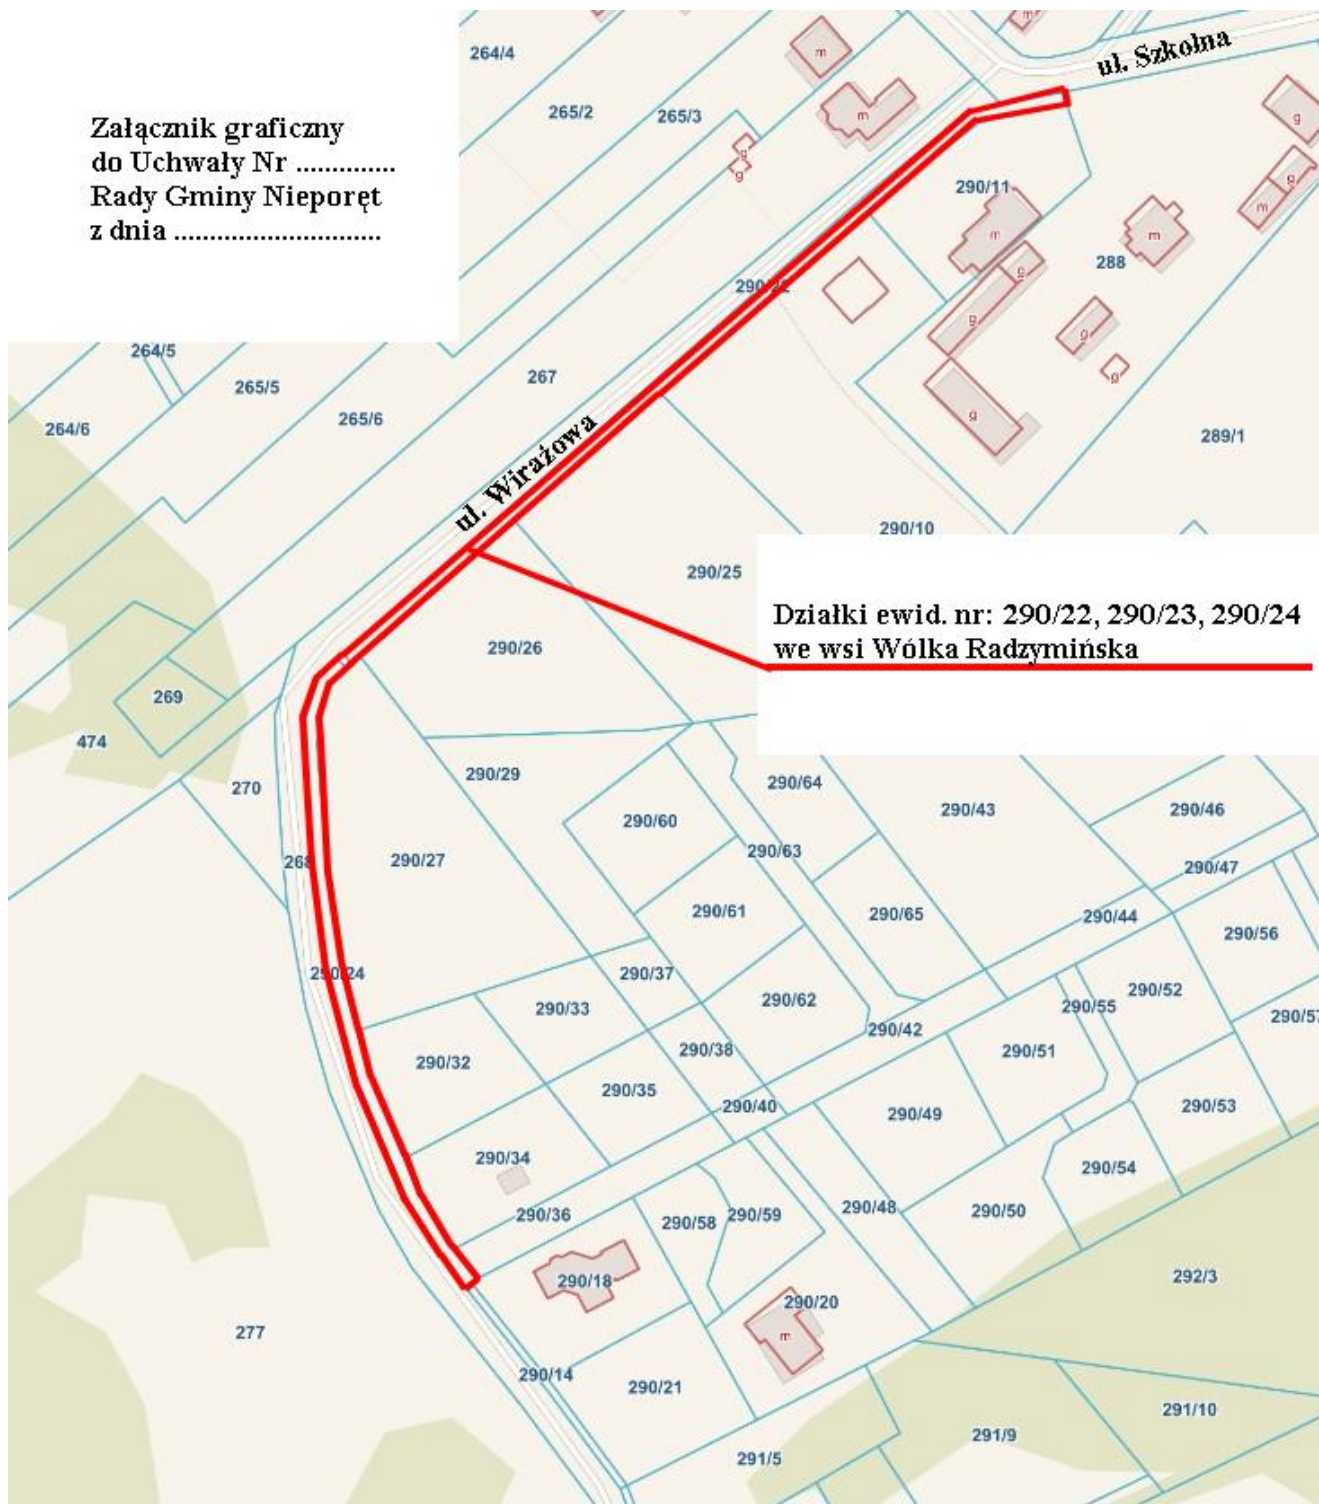 Załącznik graficzny
do Uchwały Nr ..............
Rady Gminy Nieporęt
z dnia .............................
ul. Szkolna
264/4
265/2
265/3
m
m
m
g
g
g
g
m
290/11
m
m
288
g
g
g
g
g
290/22
264/5
265/5
267
265/6
264/6
289/1
ul. Wirażowa
290/10
290/25
Działki ewid. nr: 290/22, 290/23, 290/24
we wsi Wólka Radzymińska
290/26
269
474
270
290/29
290/64
290/43
290/46
290/60
290/63
268
290/27
290/47
290/61
290/65
290/44
290/56
290/24
290/37
290/62
290/52
290/33
290/55
290/57
290/42
290/38
290/51
290/32
290/35
290/40
290/49
290/53
290/34
290/54
290/36
290/58
290/59
290/48
290/50
290/18
292/3
290/20
277
m
290/14
290/21
291/10
291/9
291/5